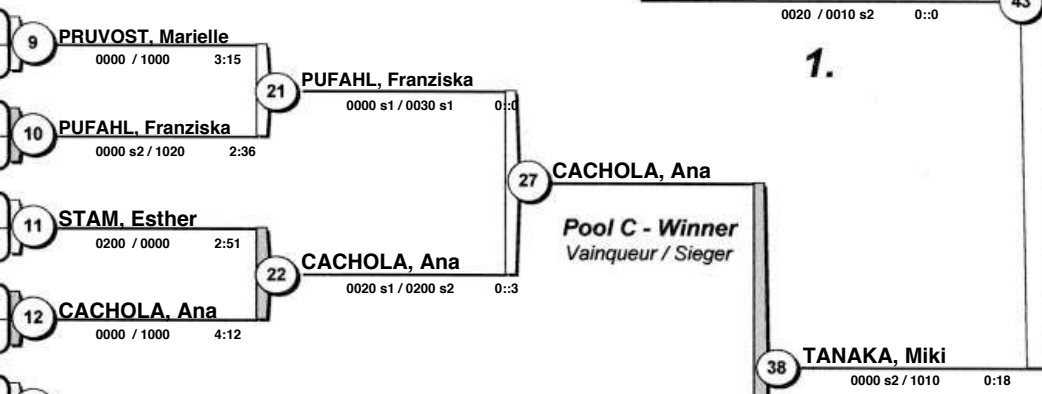 43
0020 / 0010 s2 0::0
1.
9 PRUVOST, Marielle
0000 / 1000 3:15
21 PUFAHL, Franziska
0000 s1 / 0030 s1 0::0
10 PUFAHL, Franziska
0000 s2 / 1020 2:36
27 CACHOLA, Ana
Pool C - Winner
Vainqueur / Sieger
11 STAM, Esther
0200 / 0000 2:51
22 CACHOLA, Ana
0020 s1 / 0200 s2 0::3
12 CACHOLA, Ana
0000 / 1000 4:12
38 TANAKA, Miki
0000 s2 / 1010 0:18